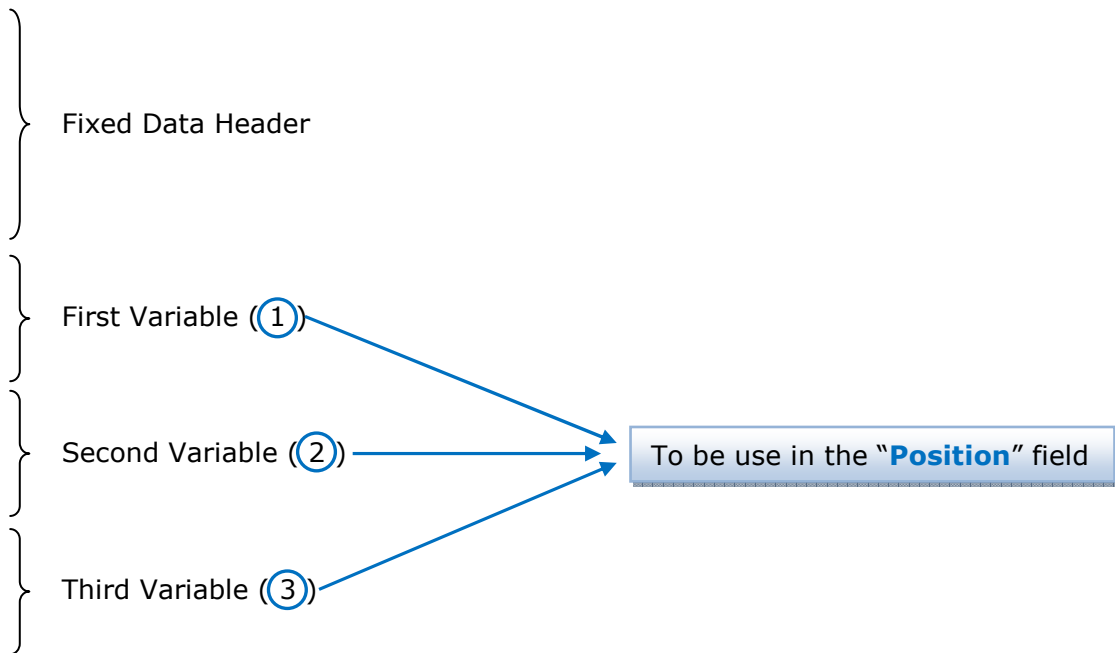 Fixed Data Header
First Variable (1)
Second Variable (2)
To be use in the “Position” field
Third Variable (3)